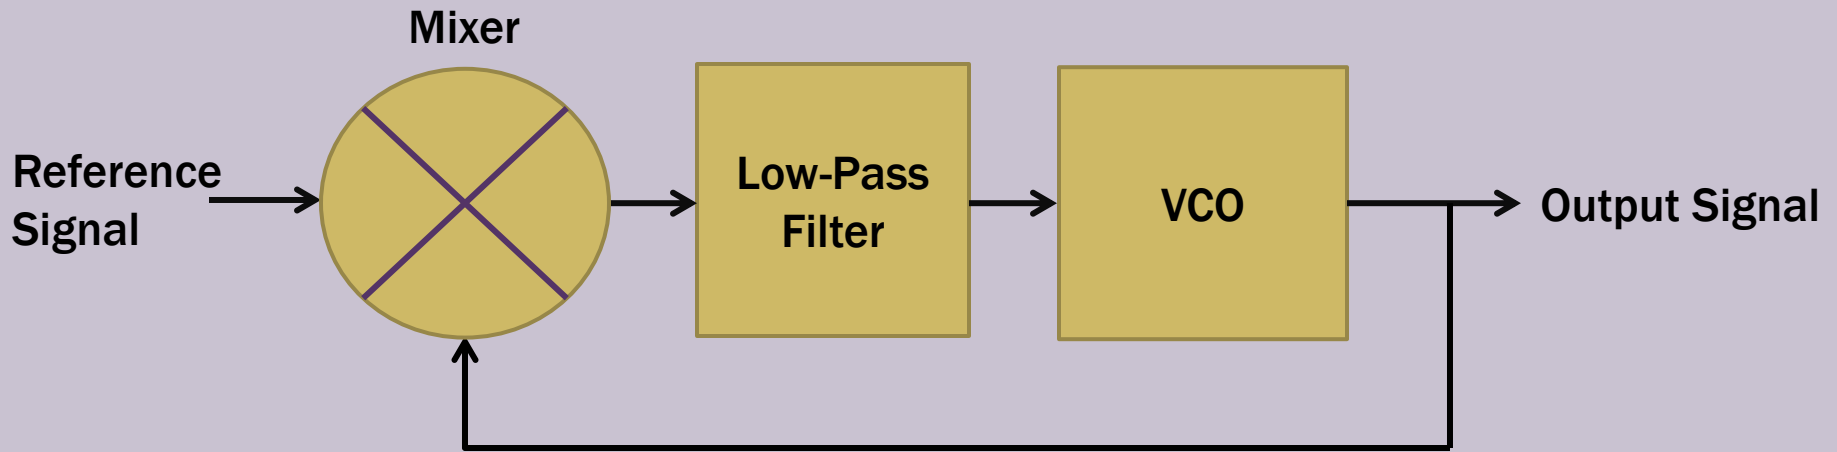 Mixer
Reference
Signal
Low-Pass
Filter
VCO
Output Signal